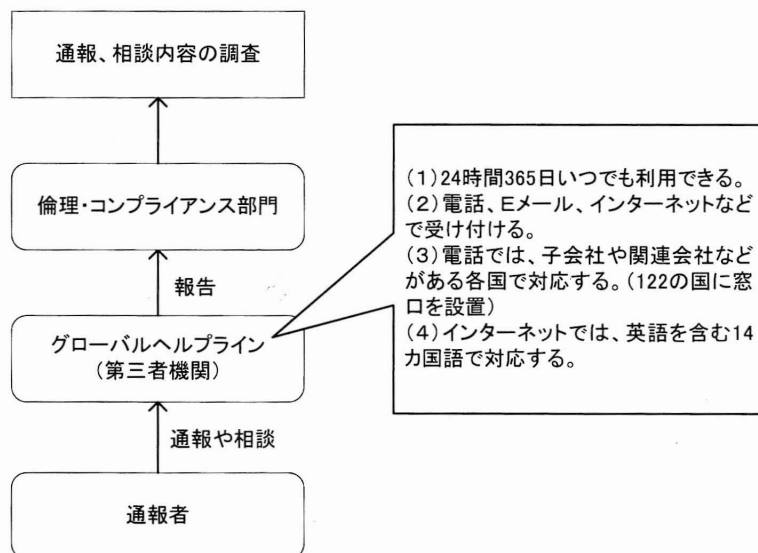 通報、相談内容の調査
倫理・コンプライアンス部門
報告
グローバルヘルプライン
（第三者機関）
通報や相談
通報者
（1）24時間365日いつでも利用できる。
（2）電話、Eメール、インターネットなど
で受け付ける。
（3）電話では、子会社や関連会社など
がある各国で対応する。（122の国に窓
口を設置）
（4）インターネットでは、英語を含む14
カ国語で対応する。